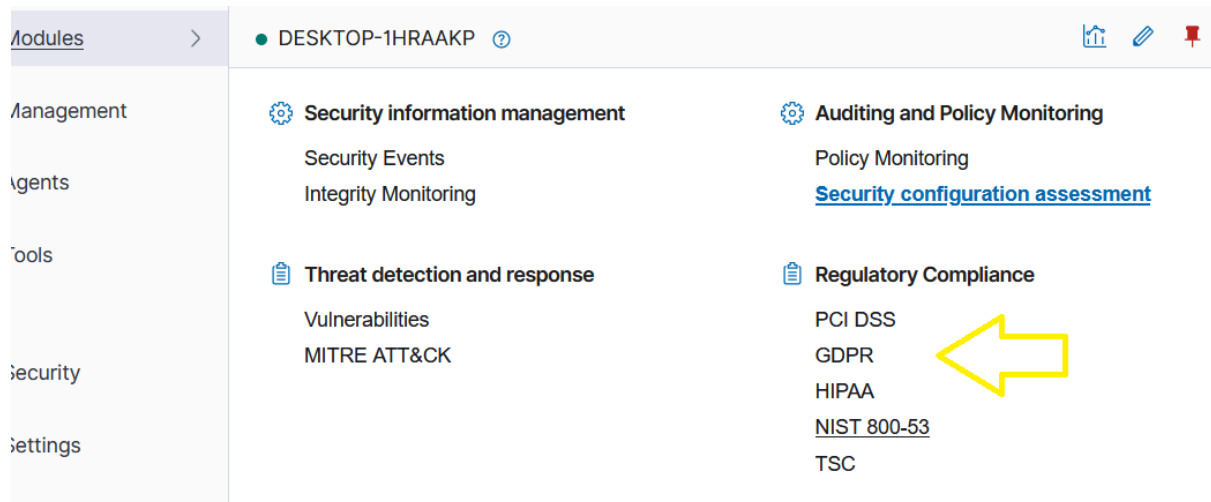 Modules
DESKTOP-1HRAAKP
Management
Agents
Tools
Security
Settings
Security information management
Security Events
Integrity Monitoring
Auditing and Policy Monitoring
Policy Monitoring
Security configuration assessment
Threat detection and response
Vulnerabilities
MITRE ATT&CK
Regulatory Compliance
PCI DSS
GDPR
HIPAA
NIST 800-53
TSC